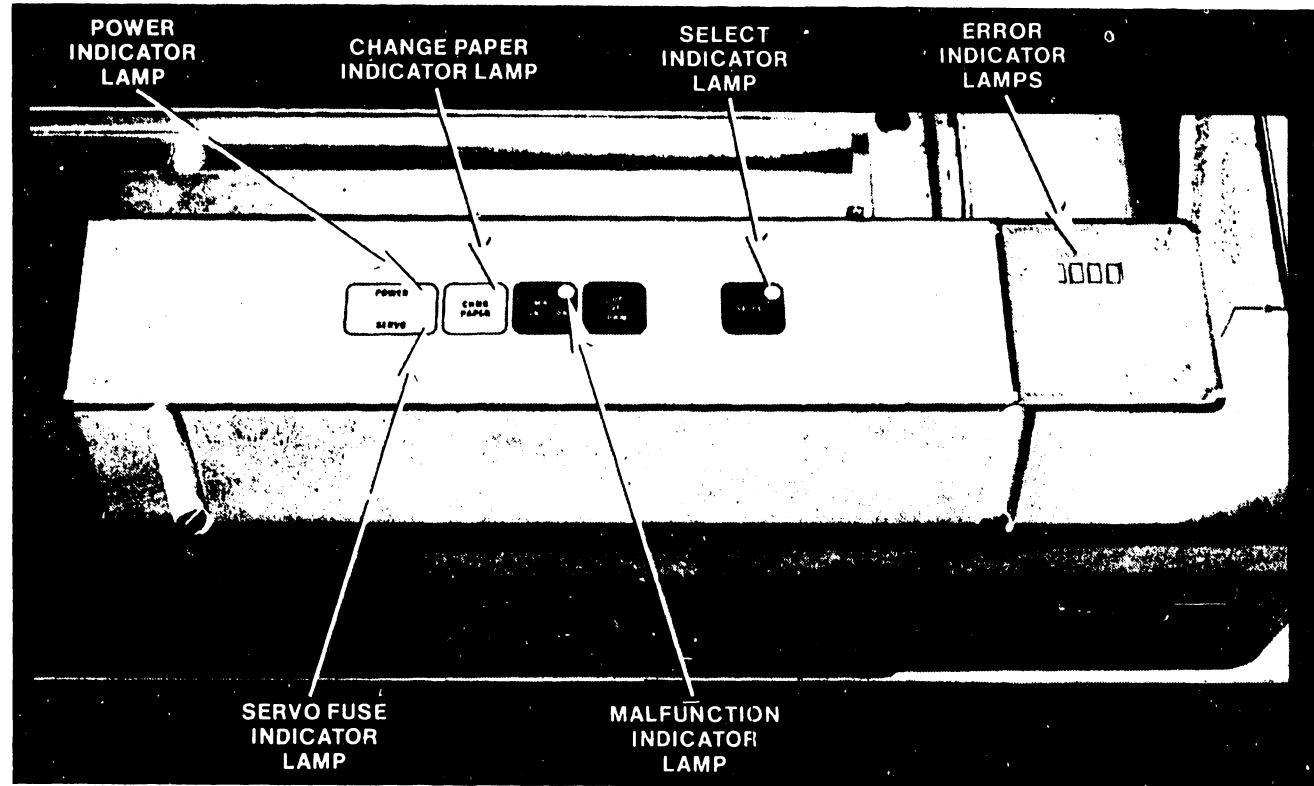 POWER
INDICATOR
LAMP
CHANGE PAPER
INDICATOR LAMP
SELECT
INDICATOR
LAMP
ERROR
INDICATOR
LAMPS
POWER
SERVO
CHNG
PAPER
SERVO FUSE
INDICATOR
LAMP
MALFUNCTION
INDICATOR
LAMP